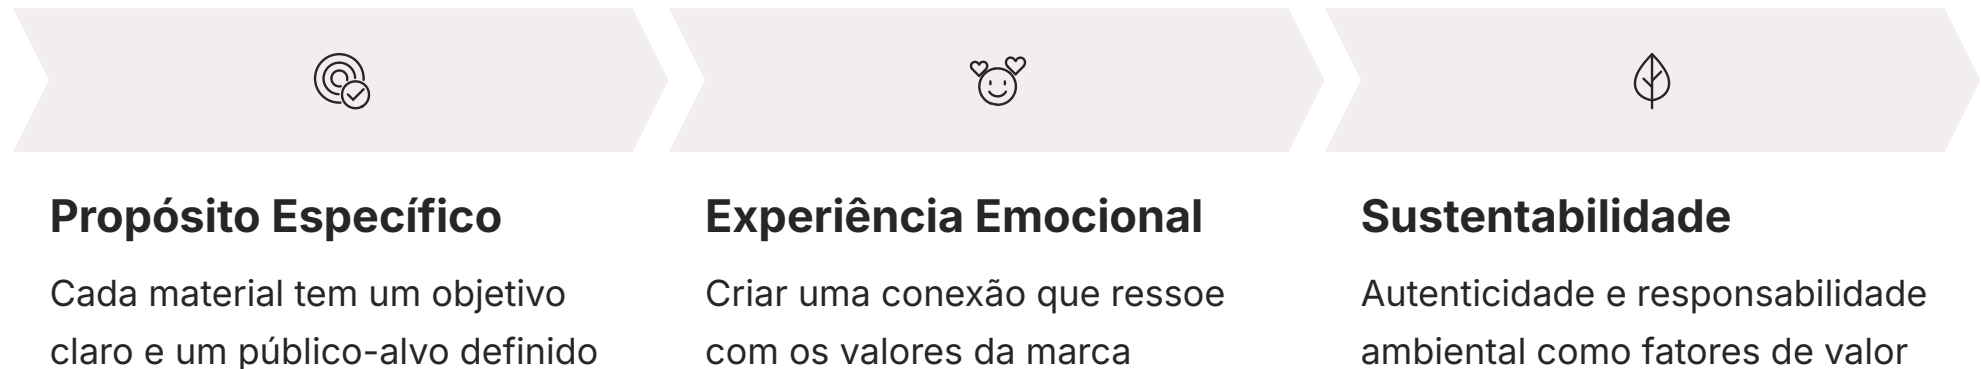 Propósito Específico
Cada material tem um objetivo
claro e um público-alvo definido
Experiência Emocional
Criar uma conexão que ressoe
com os valores da marca
Sustentabilidade
Autenticidade e responsabilidade
ambiental como fatores de valor